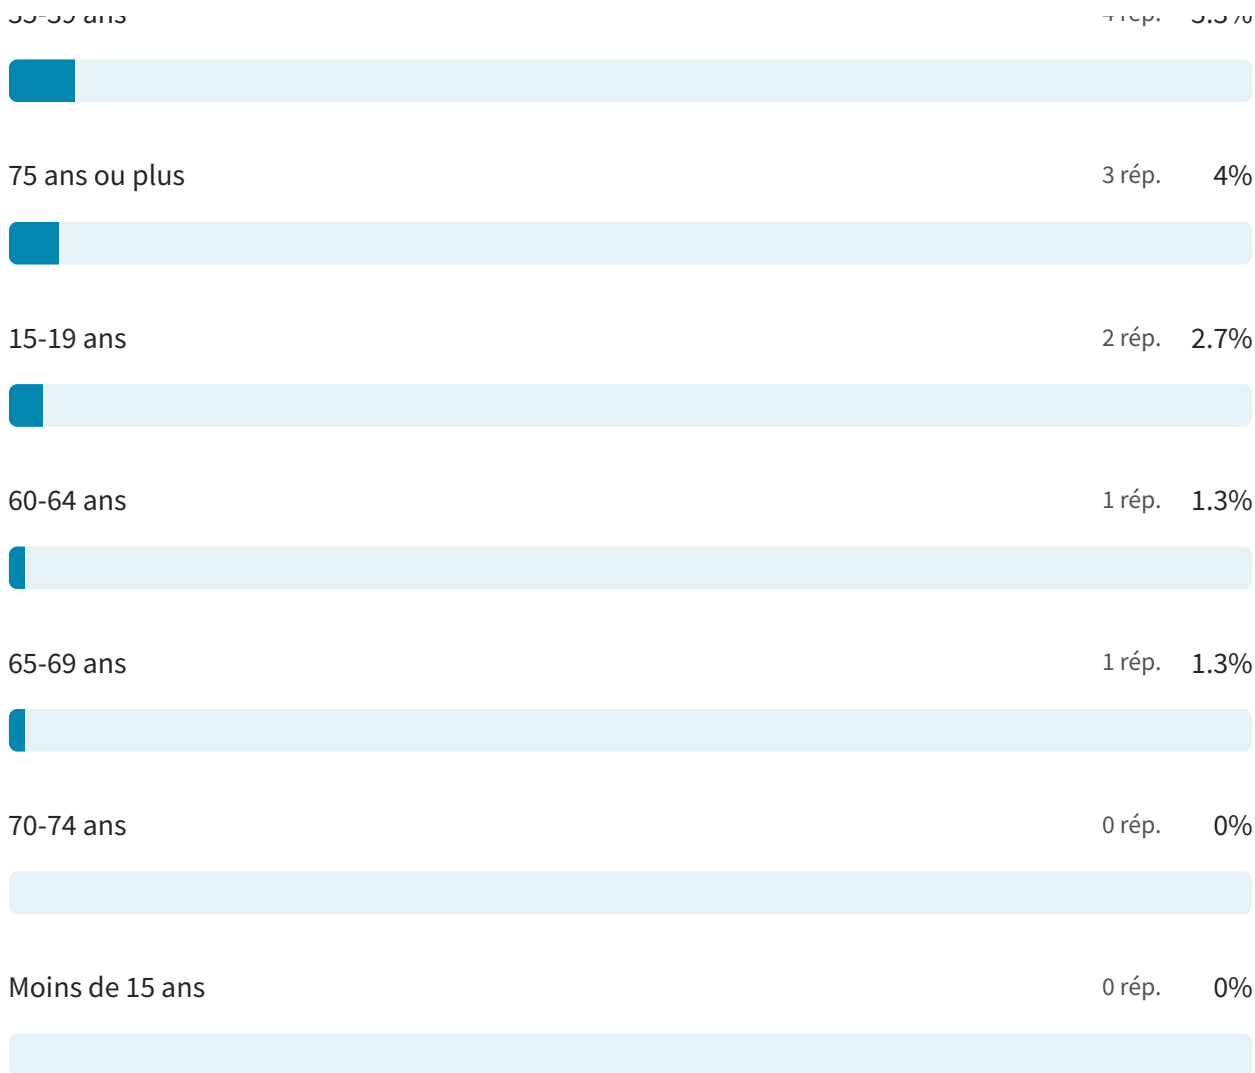 75 ans ou plus 3 rép. 4%
15-19 ans 2 rép. 2.7%
60-64 ans 1 rép. 1.3%
65-69 ans 1 rép. 1.3%
70-74 ans 0 rép. 0%
Moins de 15 ans 0 rép. 0%